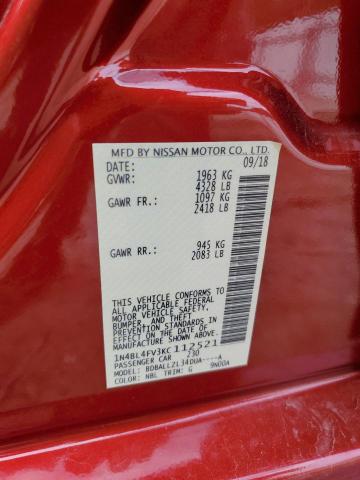 MFD BY NISSAN MOTOR CO., LTD.
DATE: 09/18
GVWR: 1963 KG
4328 LB
GAWR FR: 1097 KG
2418 LB
GAWR RR: 945 KG
2083 LB
THIS VEHICLE CONFORMS TO
ALL APPLICABLE FEDERAL
MOTOR VEHICLE SAFETY,
BUMPER, AND THEFT
PREVENTION STANDARDS IN
EFFECT ON THE DATE OF
MANUFACTURE SHOWN ABOVE.
1N4BL4FV3KC112521
PASSENGER CAR 230
MODEL: BDBALLZL34DUA----A
COLOR: NBL TRIM: G 9N00A